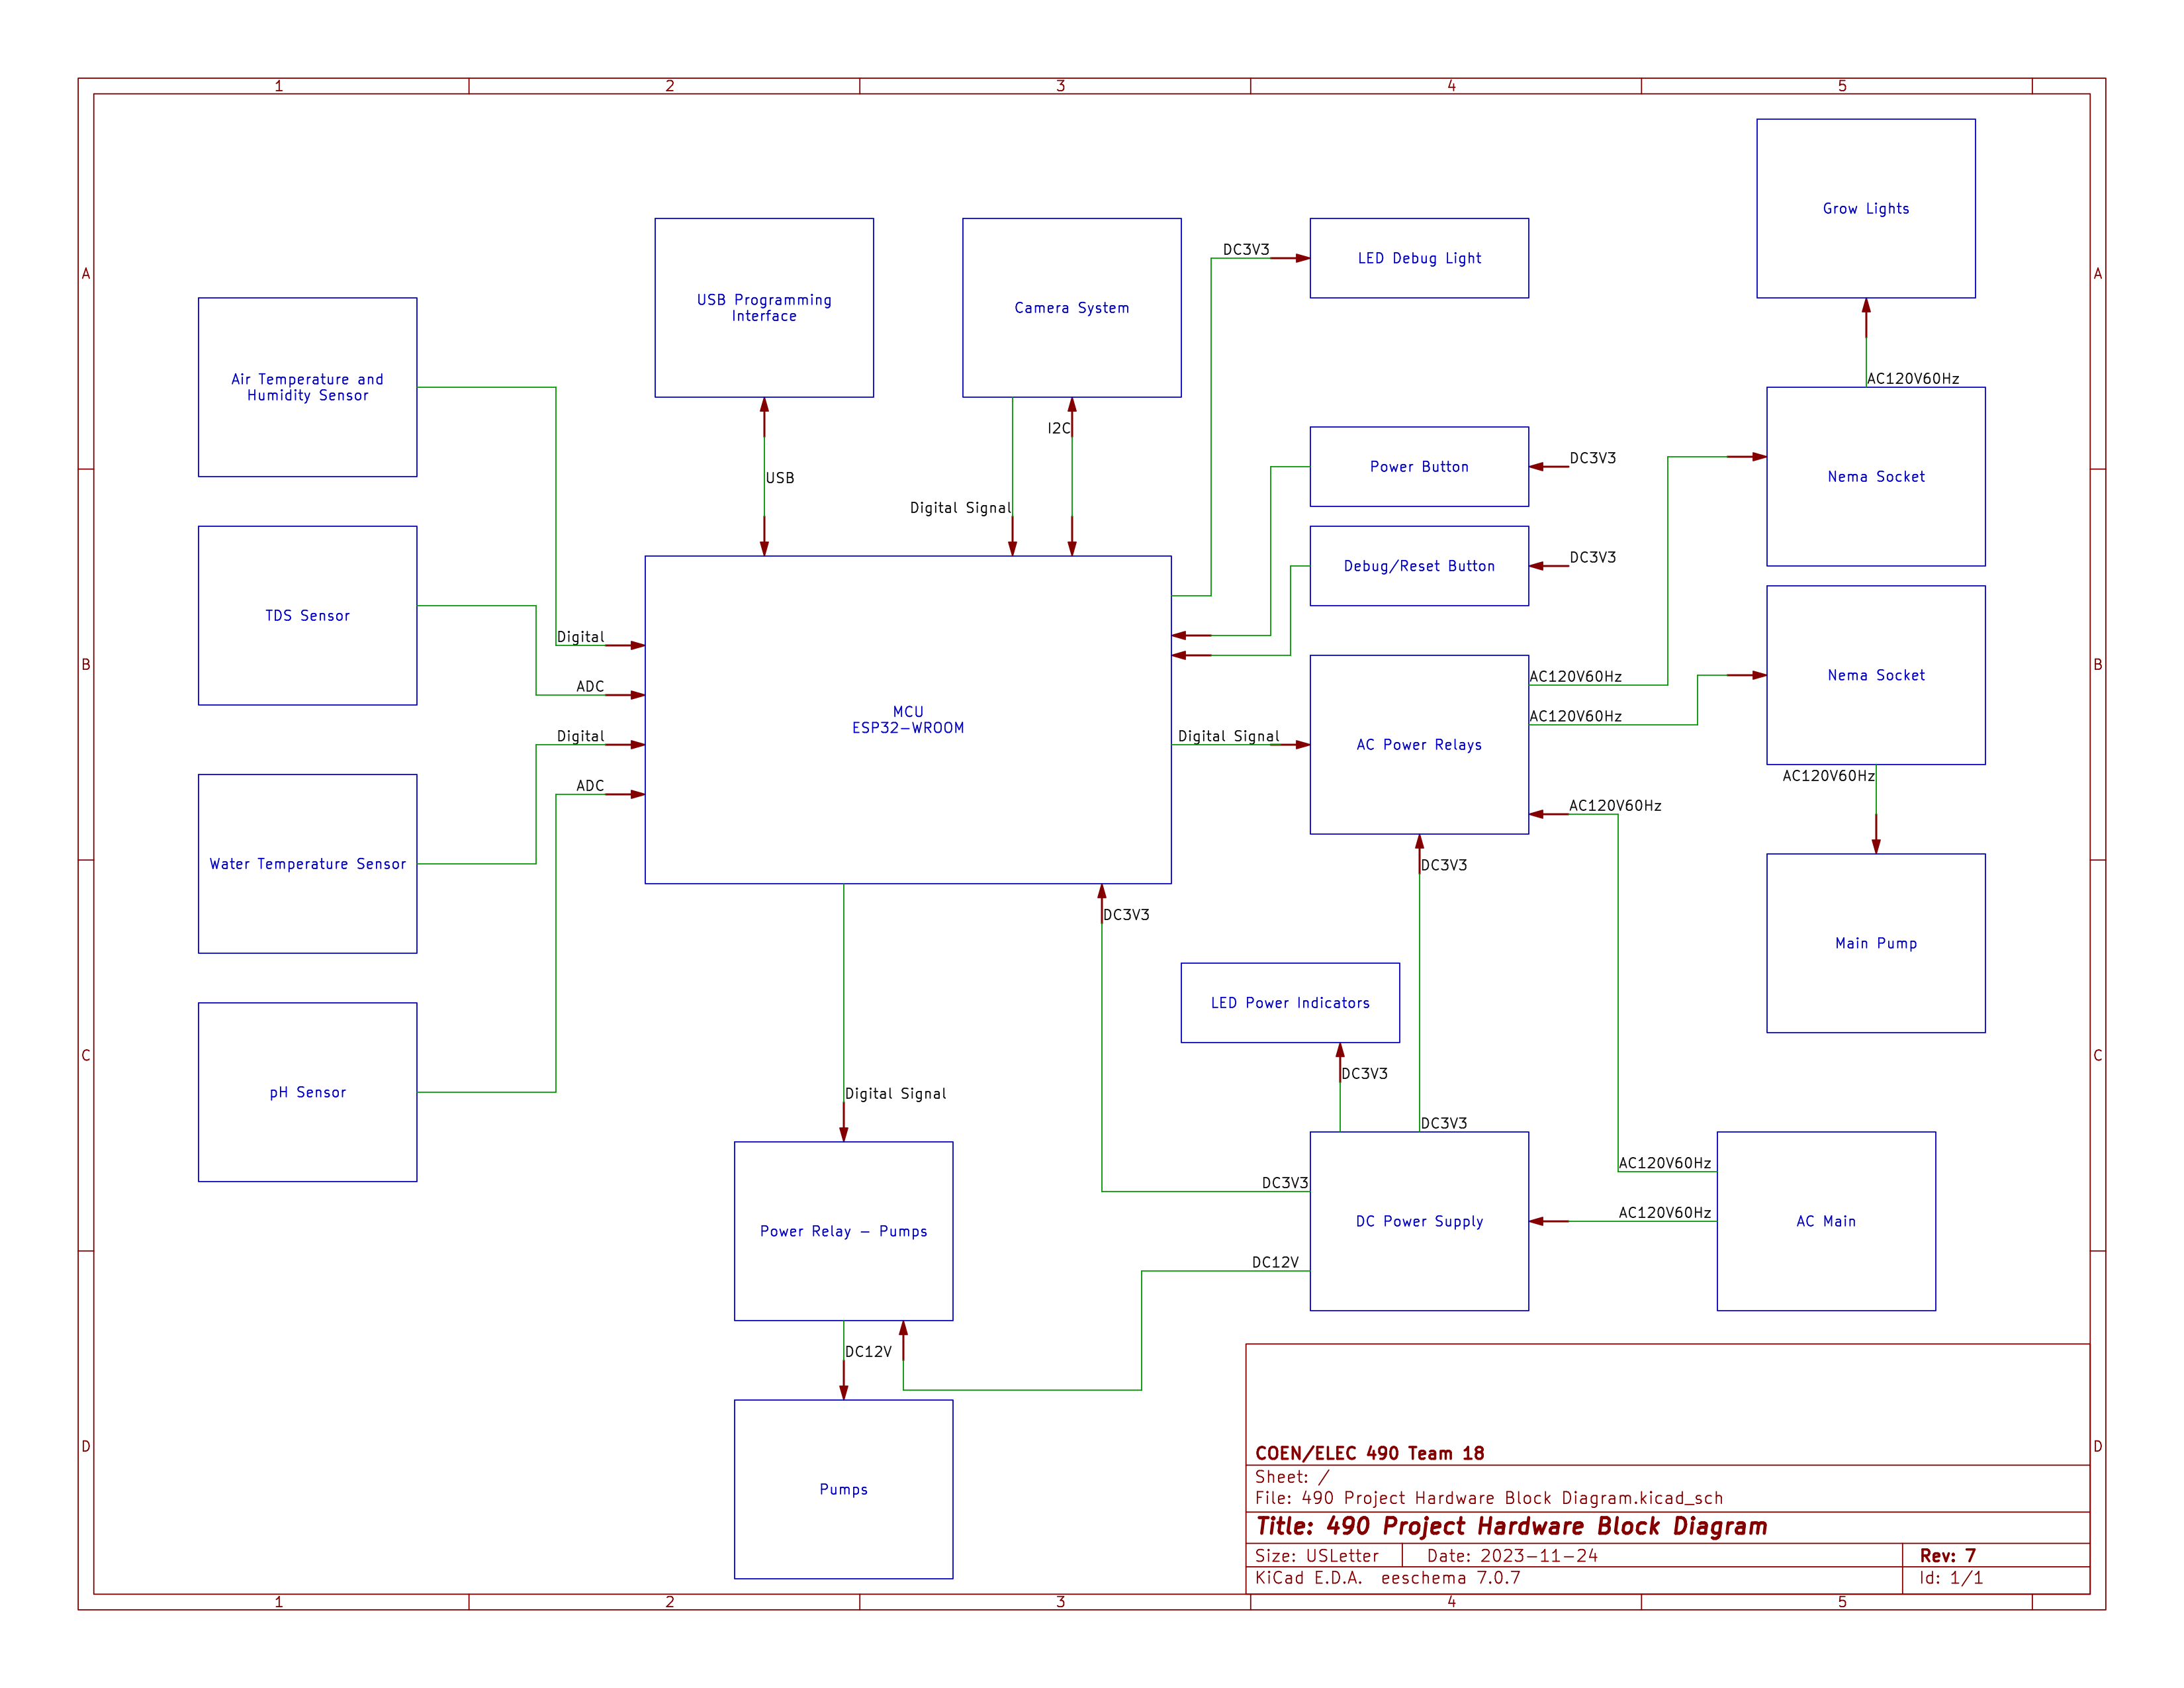 1 2 3 4 5
A
A
B
B
C
C
D
D
Grow Lights
LED Debug Light
DC3V3
USB Programming
Interface
Camera System
Air Temperature and
Humidity Sensor
AC120V60Hz
I2C
USB
Digital Signal
Power Button
DC3V3
Nema Socket
Debug/Reset Button
DC3V3
TDS Sensor
Digital
ADC
Digital
ADC
MCU
ESP32-WROOM
Digital Signal
AC Power Relays
AC120V60Hz
AC120V60Hz
Nema Socket
AC120V60Hz
AC120V60Hz
Water Temperature Sensor
DC3V3
DC3V3
Main Pump
LED Power Indicators
DC3V3
pH Sensor
Digital Signal
DC3V3
DC3V3
AC120V60Hz
AC120V60Hz
Power Relay - Pumps
DC Power Supply
AC Main
DC12V
DC12V
Pumps
COEN/ELEC 490 Team 18
Sheet: /
File: 490 Project Hardware Block Diagram.kicad_sch
Title: 490 Project Hardware Block Diagram
Size: USLetter Date: 2023-11-24 Rev: 7
KiCad E.D.A. eeschema 7.0.7 Id: 1/1
1 2 3 4 5